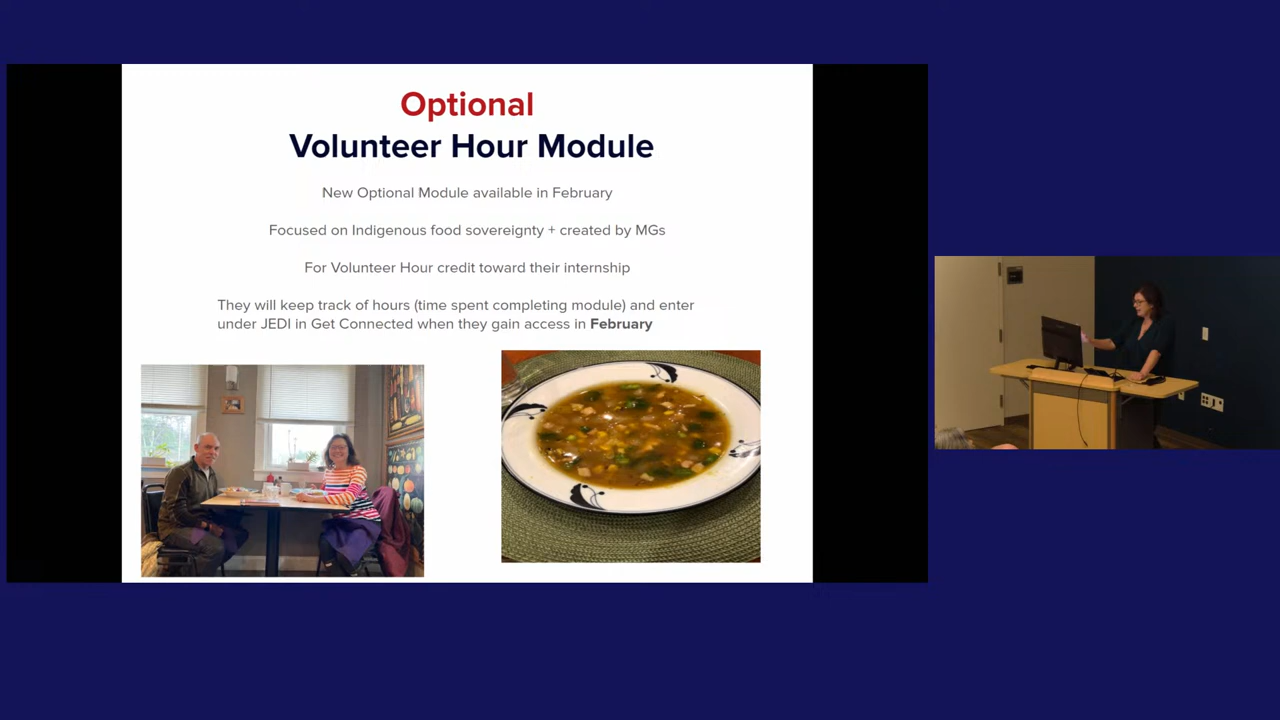 Optional
Volunteer Hour Module
New Optional Module available in February
Focused on Indigenous food sovereignty + created by MGs
For Volunteer Hour credit toward their internship
They will keep track of hours (time spent completing module) and enter
under JEDI in Get Connected when they gain access in February